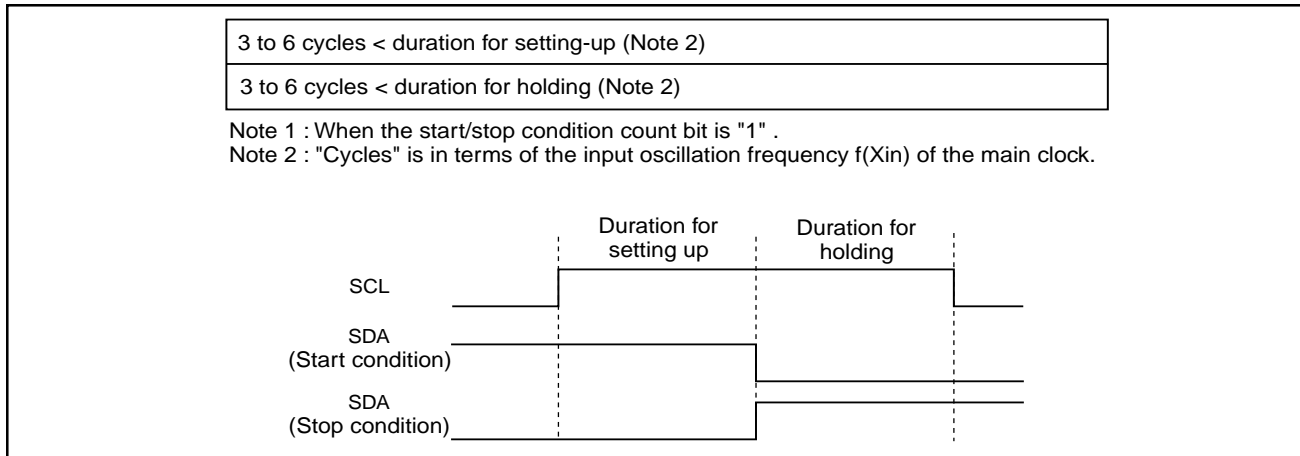 3 to 6 cycles < duration for setting-up (Note 2)
3 to 6 cycles < duration for holding (Note 2)
Note 1 : When the start/stop condition count bit is "1" .
Note 2 : "Cycles" is in terms of the input oscillation frequency f(Xin) of the main clock.
Duration for
setting up
Duration for
holding
SCL
SDA
(Start condition)
SDA
(Stop condition)